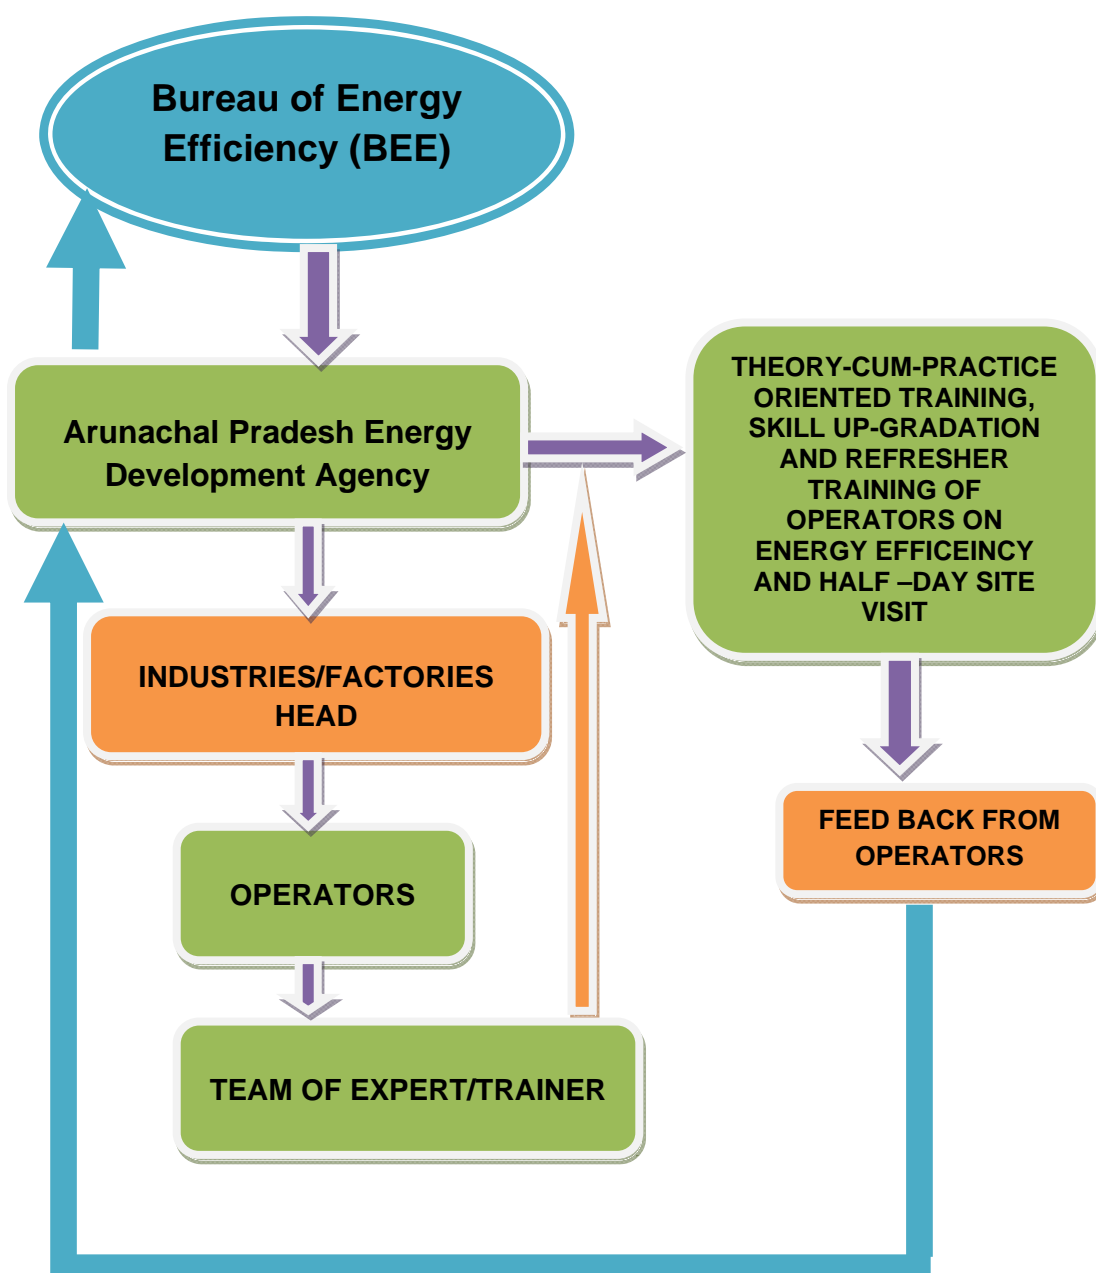 Bureau of Energy
Efficiency (BEE)
Arunachal Pradesh Energy
Development Agency
THEORY-CUM-PRACTICE
ORIENTED TRAINING,
SKILL UP-GRADATION
AND REFRESHER
TRAINING OF
OPERATORS ON
ENERGY EFFICEINCY
AND HALF –DAY SITE
VISIT
INDUSTRIES/FACTORIES
HEAD
FEED BACK FROM
OPERATORS
OPERATORS
TEAM OF EXPERT/TRAINER